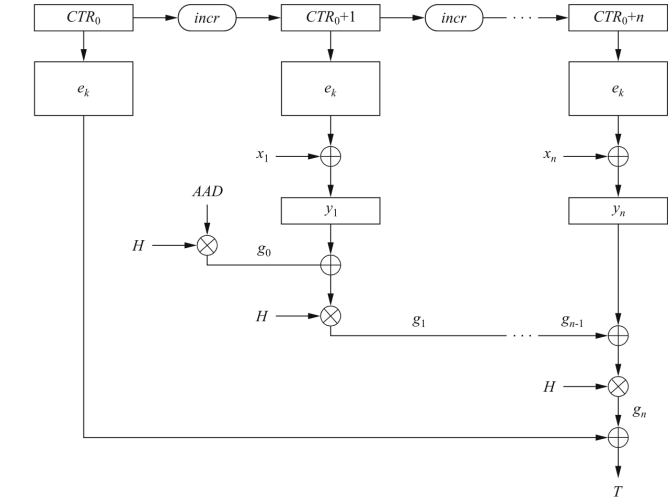 CTR₀ incr CTR₀+1 incr · · · CTR₀+n
eₖ eₖ eₖ
x₁ xₙ
AAD
y₁ yₙ
H g₀
H g₁ · · · gₙ₋₁
H
gₙ
T